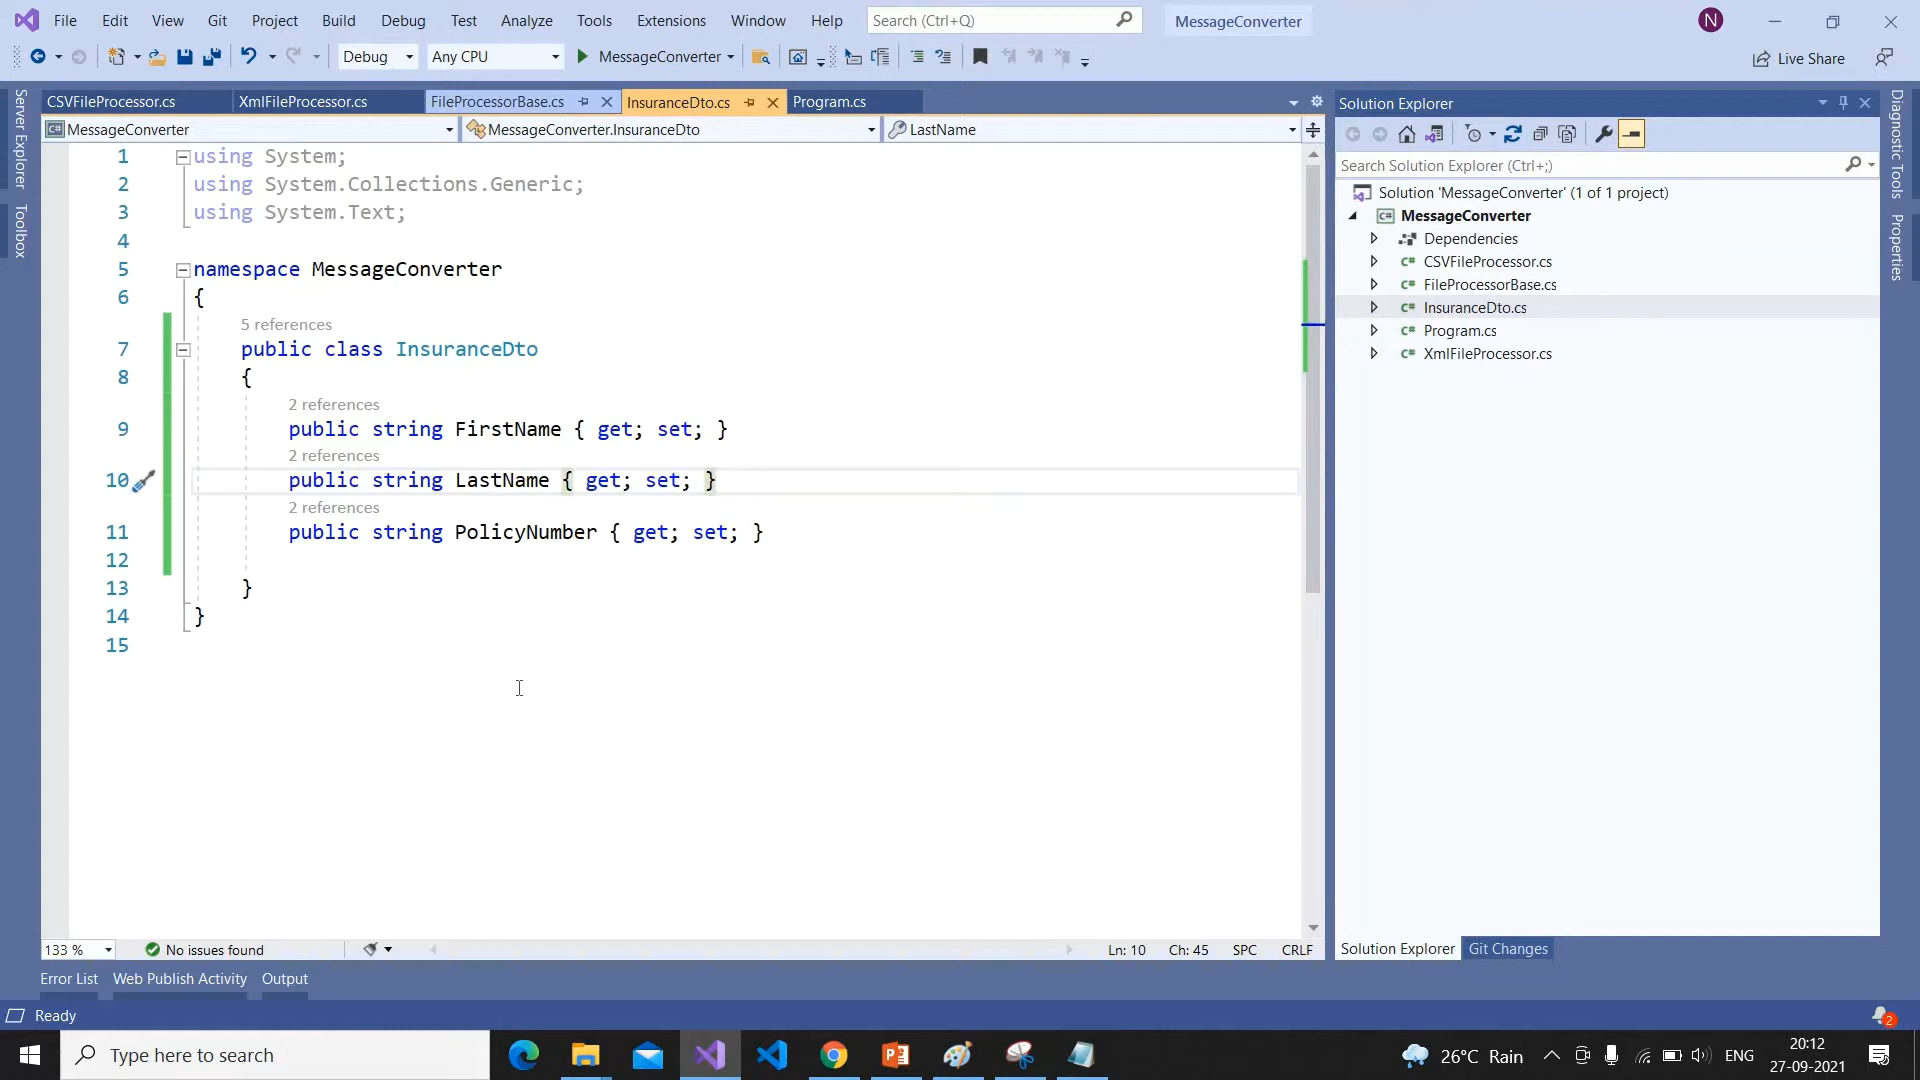 File Edit View Git Project Build Debug Test Analyze Tools Extensions Window Help Search (Ctrl+Q) MessageConverter N
Debug Any CPU MessageConverter Live Share
Server Explorer
Toolbox
CSVFileProcessor.cs XmlFileProcessor.cs FileProcessorBase.cs InsuranceDto.cs Program.cs
MessageConverter MessageConverter.InsuranceDto LastName
1 using System;
2 using System.Collections.Generic;
3 using System.Text;
4
5 namespace MessageConverter
6 {
5 references
7 public class InsuranceDto
8 {
2 references
9 public string FirstName { get; set; }
2 references
10 public string LastName { get; set; }
2 references
11 public string PolicyNumber { get; set; }
12
13 }
14 }
15
133 % No issues found Ln: 10 Ch: 45 SPC CRLF
Solution Explorer
Search Solution Explorer (Ctrl+;)
Solution 'MessageConverter' (1 of 1 project)
MessageConverter
Dependencies
CSVFileProcessor.cs
FileProcessorBase.cs
InsuranceDto.cs
Program.cs
XmlFileProcessor.cs
Solution Explorer Git Changes
Diagnostic Tools
Properties
Error List Web Publish Activity Output
Ready 2
Type here to search 26°C Rain ENG 20:12
27-09-2021